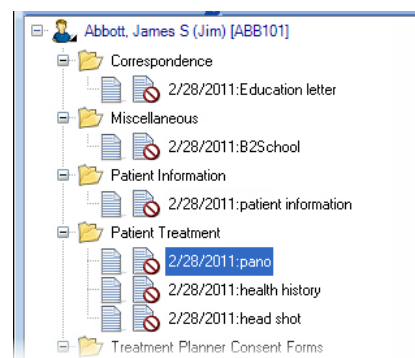 Abbott, James S (Jim) [ABB101]
Correspondence
2/28/2011:Education letter
Miscellaneous
2/28/2011:B2School
Patient Information
2/28/2011:patient information
Patient Treatment
2/28/2011:pano
2/28/2011:health history
2/28/2011:head shot
Treatment Planner Consent Forms